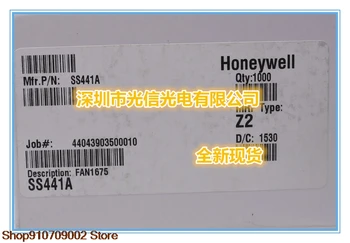 Honeywell
Mfr.P/N: SS441A
Qty:1000
深圳市光信光电有限公司
Type:
Z2
Job#: 44043903500010
D/C: 1530
全新现货
Description: FAN1675
SS441A
Shop910709002 Store